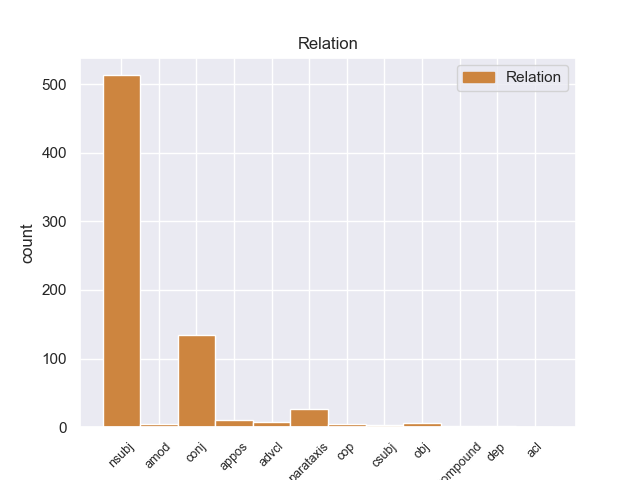 Relation
Relation
count
500
400
300
200
100
0
nsubj
amod
conj
appos
advcl
parataxis
cop
csubj
obj
ompound
dep
acl